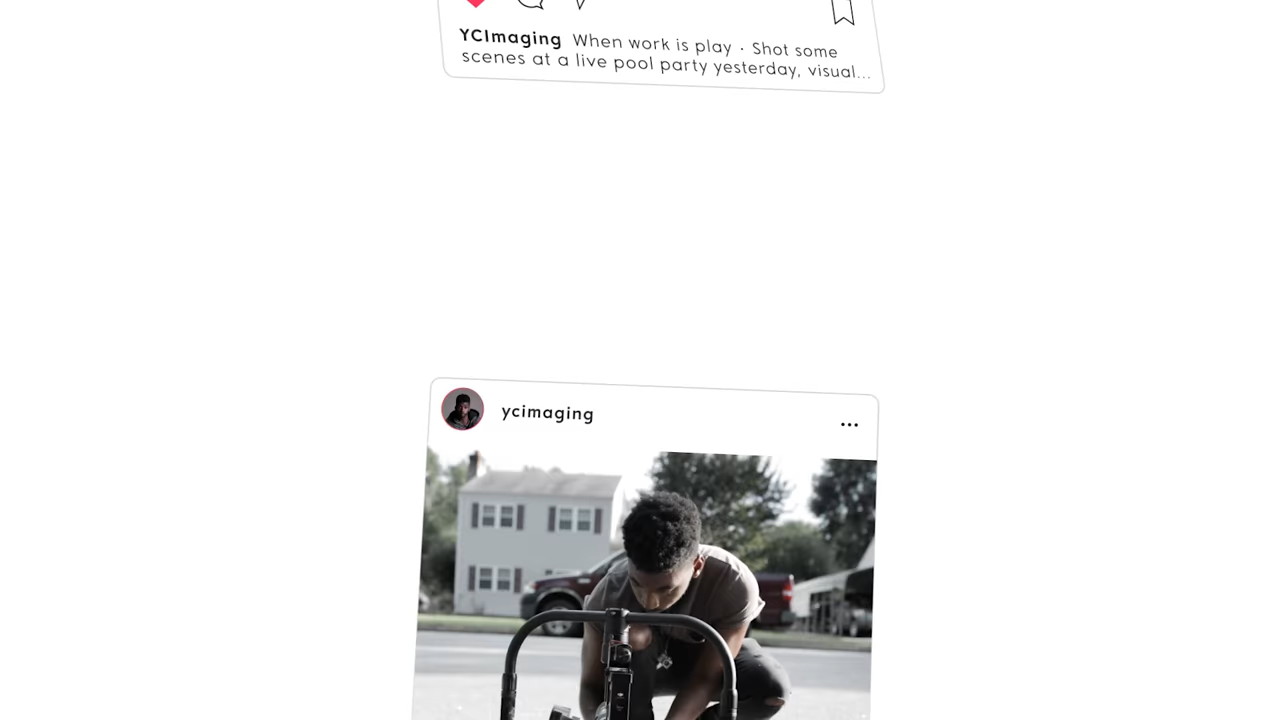 YCImaging When work is play · Shot some
scenes at a live pool party yesterday, visual...
ycimaging